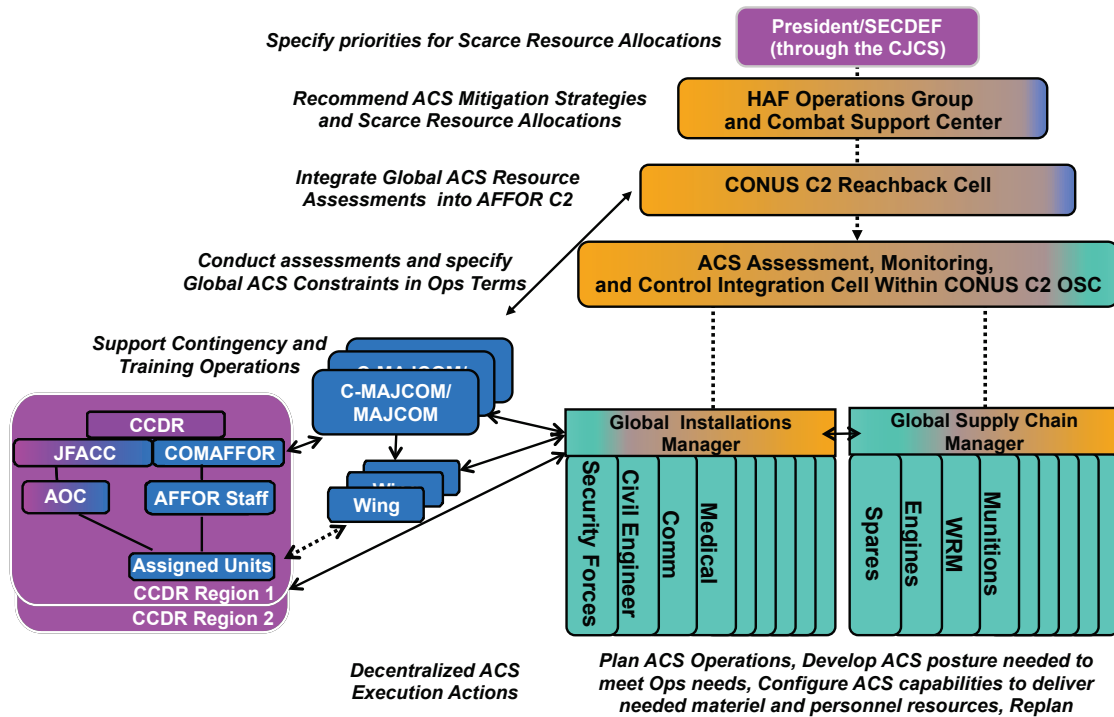 Specify priorities for Scarce Resource Allocations
President/SECDEF
(through the CJCS)
Recommend ACS Mitigation Strategies
and Scarce Resource Allocations
HAF Operations Group
and Combat Support Center
Integrate Global ACS Resource
Assessments into AFFOR C2
CONUS C2 Reachback Cell
Conduct assessments and specify
Global ACS Constraints in Ops Terms
ACS Assessment, Monitoring,
and Control Integration Cell Within CONUS C2 OSC
Support Contingency and
Training Operations
C-MAJCOM/
MAJCOM
CCDR
JFACC
COMAFFOR
AOC
AFFOR Staff
Assigned Units
CCDR Region 1
CCDR Region 2
Wing
Global Installations
Manager
Security Forces
Civil Engineer
Comm
Medical
Global Supply Chain
Manager
Spares
Engines
WRM
Munitions
Decentralized ACS
Execution Actions
Plan ACS Operations, Develop ACS posture needed to
meet Ops needs, Configure ACS capabilities to deliver
needed materiel and personnel resources, Replan